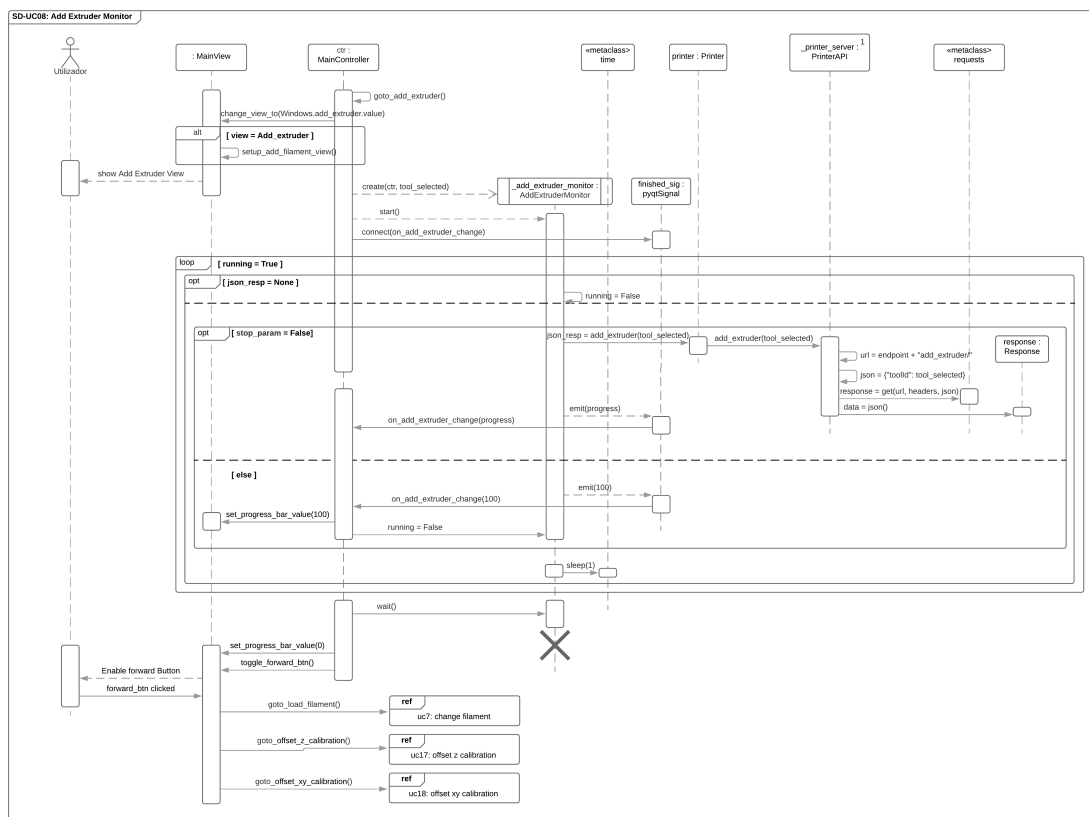 SD-UC08: Add Extruder Monitor
Utilizador
: MainView
ctr :
MainController
«metaclass»
time
printer : Printer
_printer_server :
PrinterAPI
1
«metaclass»
requests
goto_add_extruder()
change_view_to(Windows.add_extruder.value)
alt
[ view = Add_extruder ]
setup_add_filament_view()
show Add Extruder View
create(ctr, tool_selected)
_add_extruder_monitor :
AddExtruderMonitor
finished_sig :
pyqtSignal
start()
connect(on_add_extruder_change)
loop
[ running = True ]
opt
[ json_resp = None ]
running = False
opt
[ stop_param = False]
json_resp = add_extruder(tool_selected)
add_extruder(tool_selected)
response :
Response
url = endpoint + "add_extruder/"
json = {"toolId": tool_selected}
response = get(url, headers, json)
data = json()
emit(progress)
on_add_extruder_change(progress)
[ else ]
emit(100)
on_add_extruder_change(100)
set_progress_bar_value(100)
running = False
sleep(1)
wait()
set_progress_bar_value(0)
toggle_forward_btn()
Enable forward Button
forward_btn clicked
goto_load_filament()
ref
uc7: change filament
goto_offset_z_calibration()
ref
uc17: offset z calibration
goto_offset_xy_calibration()
ref
uc18: offset xy calibration